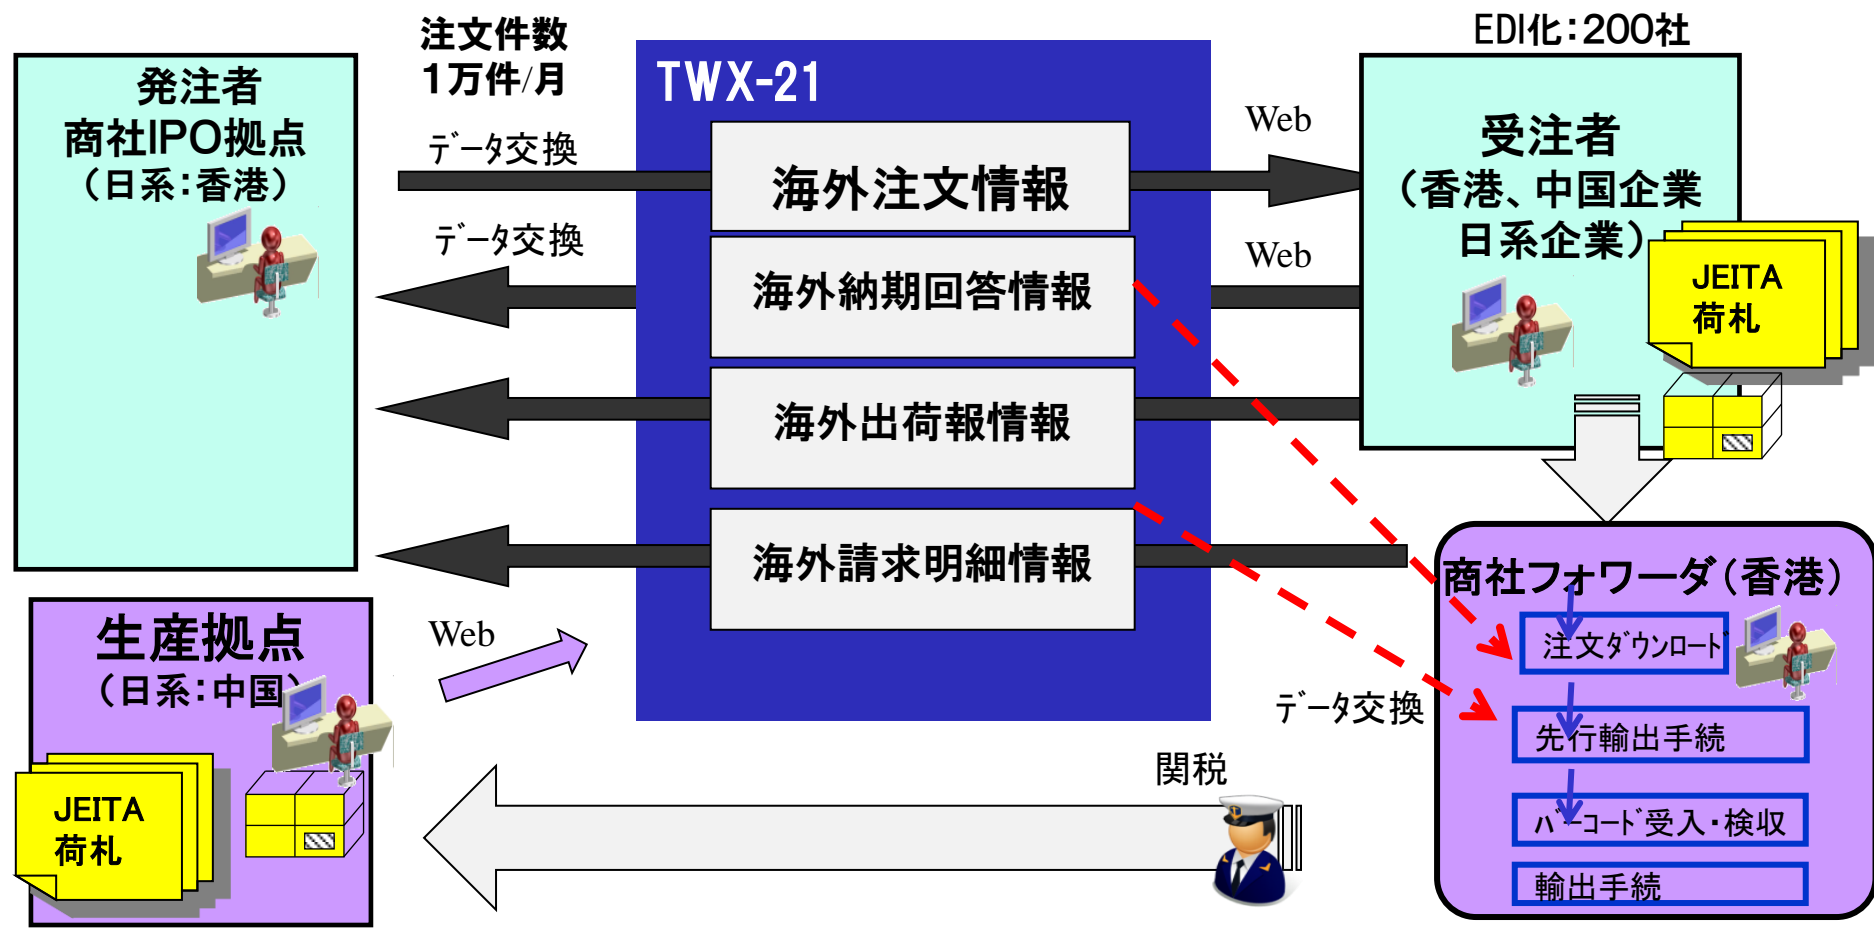 注文件数
１万件/月
EDI化：200社
発注者
商社IPO拠点
（日系：香港）
TWX-21
データ交換
海外注文情報
Web
受注者
（香港、中国企業
日系企業）
データ交換
海外納期回答情報
Web
JEITA
荷札
海外出荷報情報
海外請求明細情報
商社フォワーダ（香港）
注文ダウンロード
先行輸出手続
バーコード受入・検収
輸出手続
生産拠点
（日系：中国）
Web
データ交換
関税
JEITA
荷札